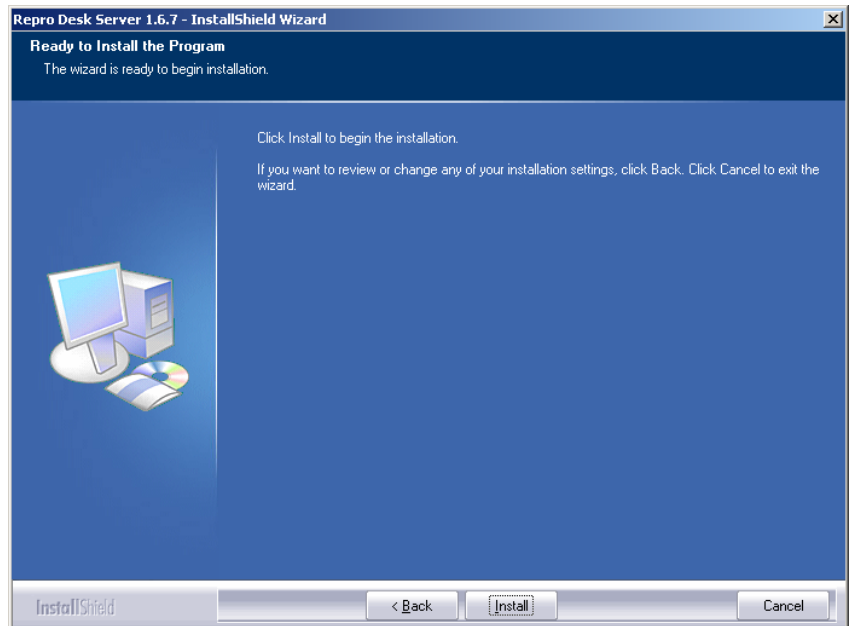 Repro Desk Server 1.6.7 - InstallShield Wizard
Ready to Install the Program
The wizard is ready to begin installation.
Click Install to begin the installation.
If you want to review or change any of your installation settings, click Back. Click Cancel to exit the
wizard.
InstallShield
< Back
Install
Cancel